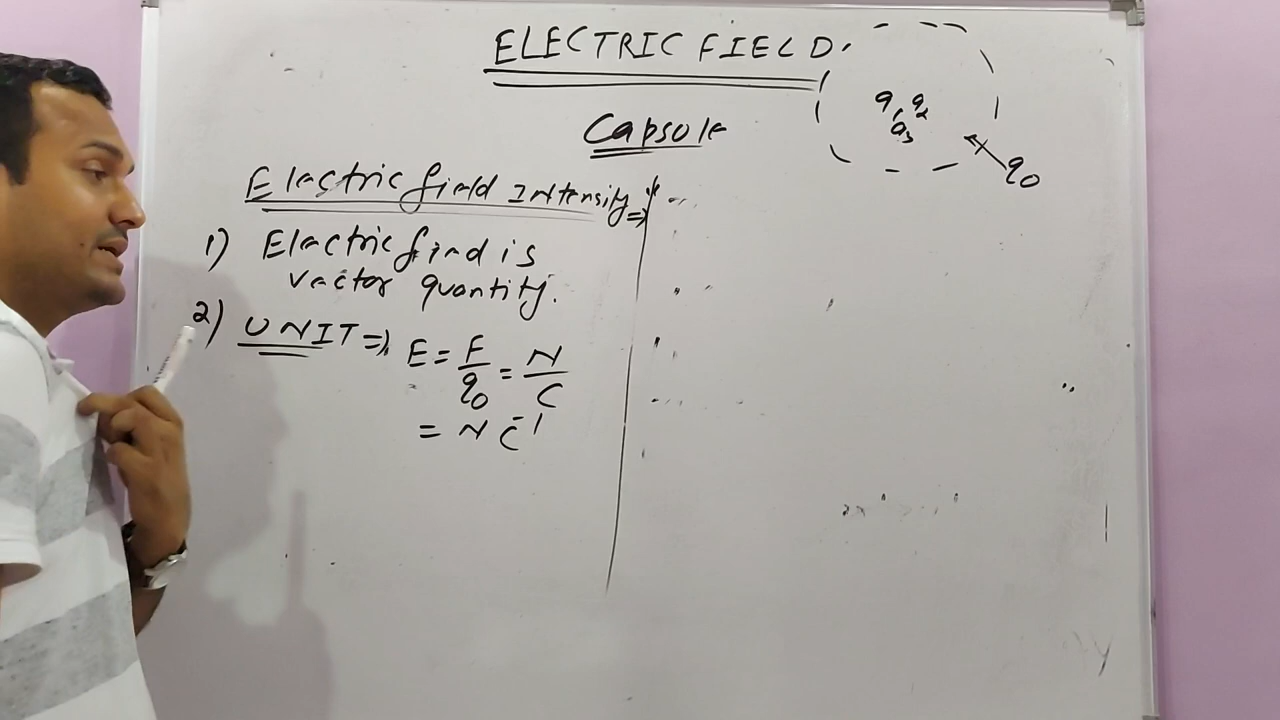 ELECTRIC FIELD.
Capsule
q1 q2
q3
q0
Electric field Intensity ⇒
1) Electric field is
vector quantity.
2) UNIT ⇒ E = F/q0 = N/C
= N C⁻¹